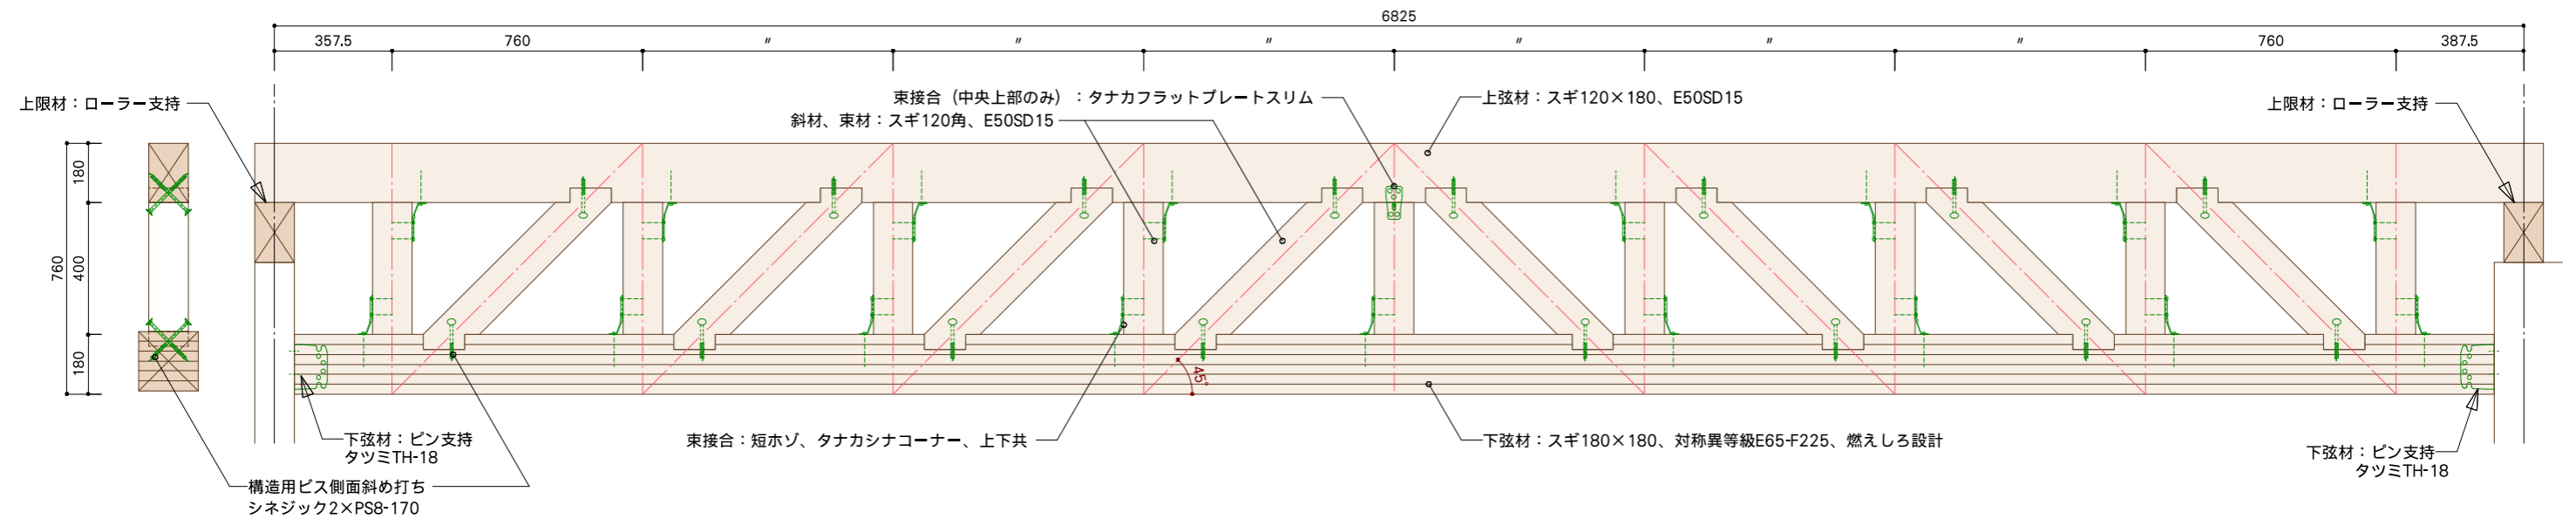 6825
357.5
760
〃
〃
〃
〃
〃
〃
760
387.5
上限材：ローラー支持
束接合（中央上部のみ）：タナカフラットプレートスリム
上弦材：スギ120×180、E50SD15
上限材：ローラー支持
斜材、束材：スギ120角、E50SD15
180
760
400
180
45°
下弦材：ピン支持
タツミTH-18
束接合：短ホゾ、タナカシナコーナー、上下共
下弦材：スギ180×180、対称異等級E65-F225、燃えしろ設計
下弦材：ピン支持
タツミTH-18
構造用ビス側面斜め打ち
シネジック2×PS8-170